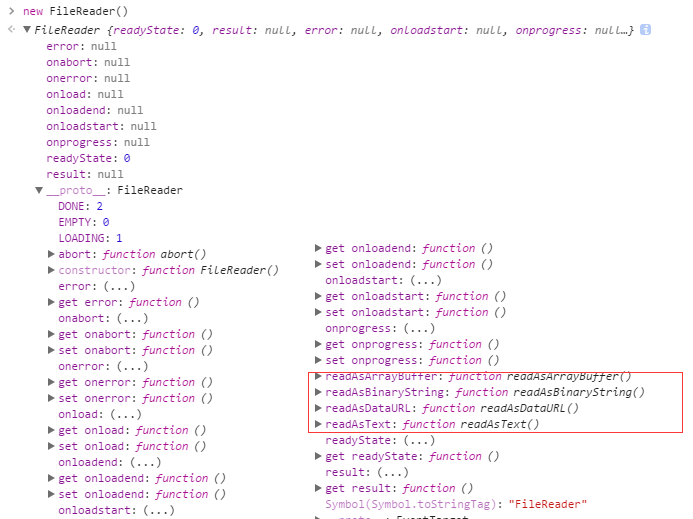 new FileReader()
FileReader {readyState: 0, result: null, error: null, onloadstart: null, onprogress: null…}
error: null
onabort: null
onerror: null
onload: null
onloadend: null
onloadstart: null
onprogress: null
readyState: 0
result: null
__proto__: FileReader
DONE: 2
EMPTY: 0
LOADING: 1
abort: function abort()
constructor: function FileReader()
error: (...)
get error: function ()
onabort: (...)
get onabort: function ()
set onabort: function ()
onerror: (...)
get onerror: function ()
set onerror: function ()
onload: (...)
get onload: function ()
set onload: function ()
onloadend: (...)
get onloadend: function ()
set onloadend: function ()
onloadstart: (...)
get onloadend: function ()
set onloadend: function ()
onloadstart: (...)
get onloadstart: function ()
set onloadstart: function ()
onprogress: (...)
get onprogress: function ()
set onprogress: function ()
readAsArrayBuffer: function readAsArrayBuffer()
readAsBinaryString: function readAsBinaryString()
readAsDataURL: function readAsDataURL()
readAsText: function readAsText()
readyState: (...)
get readyState: function ()
result: (...)
get result: function ()
Symbol(Symbol.toStringTag): "FileReader"
__proto__: EventTarget